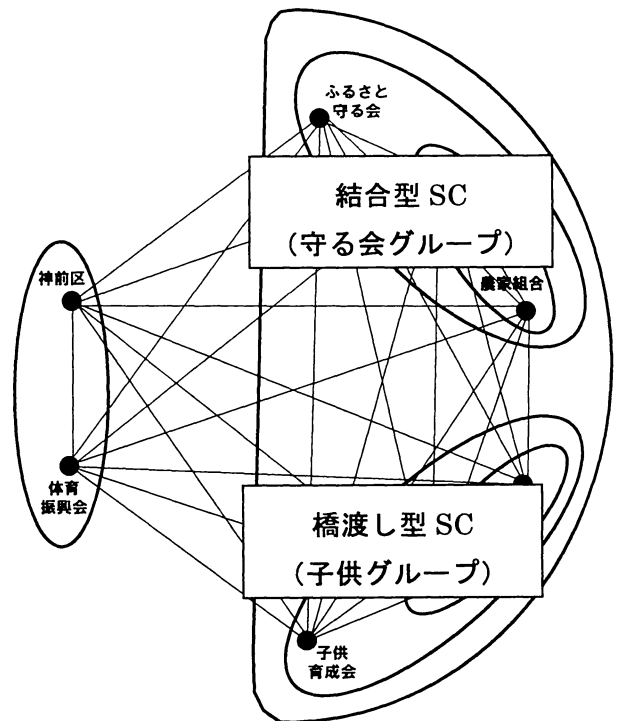 ふるさと
守る会
結合型 SC
（守る会グループ）
神前区
農家組合
体育
振興会
橋渡し型 SC
（子供グループ）
子供
育成会